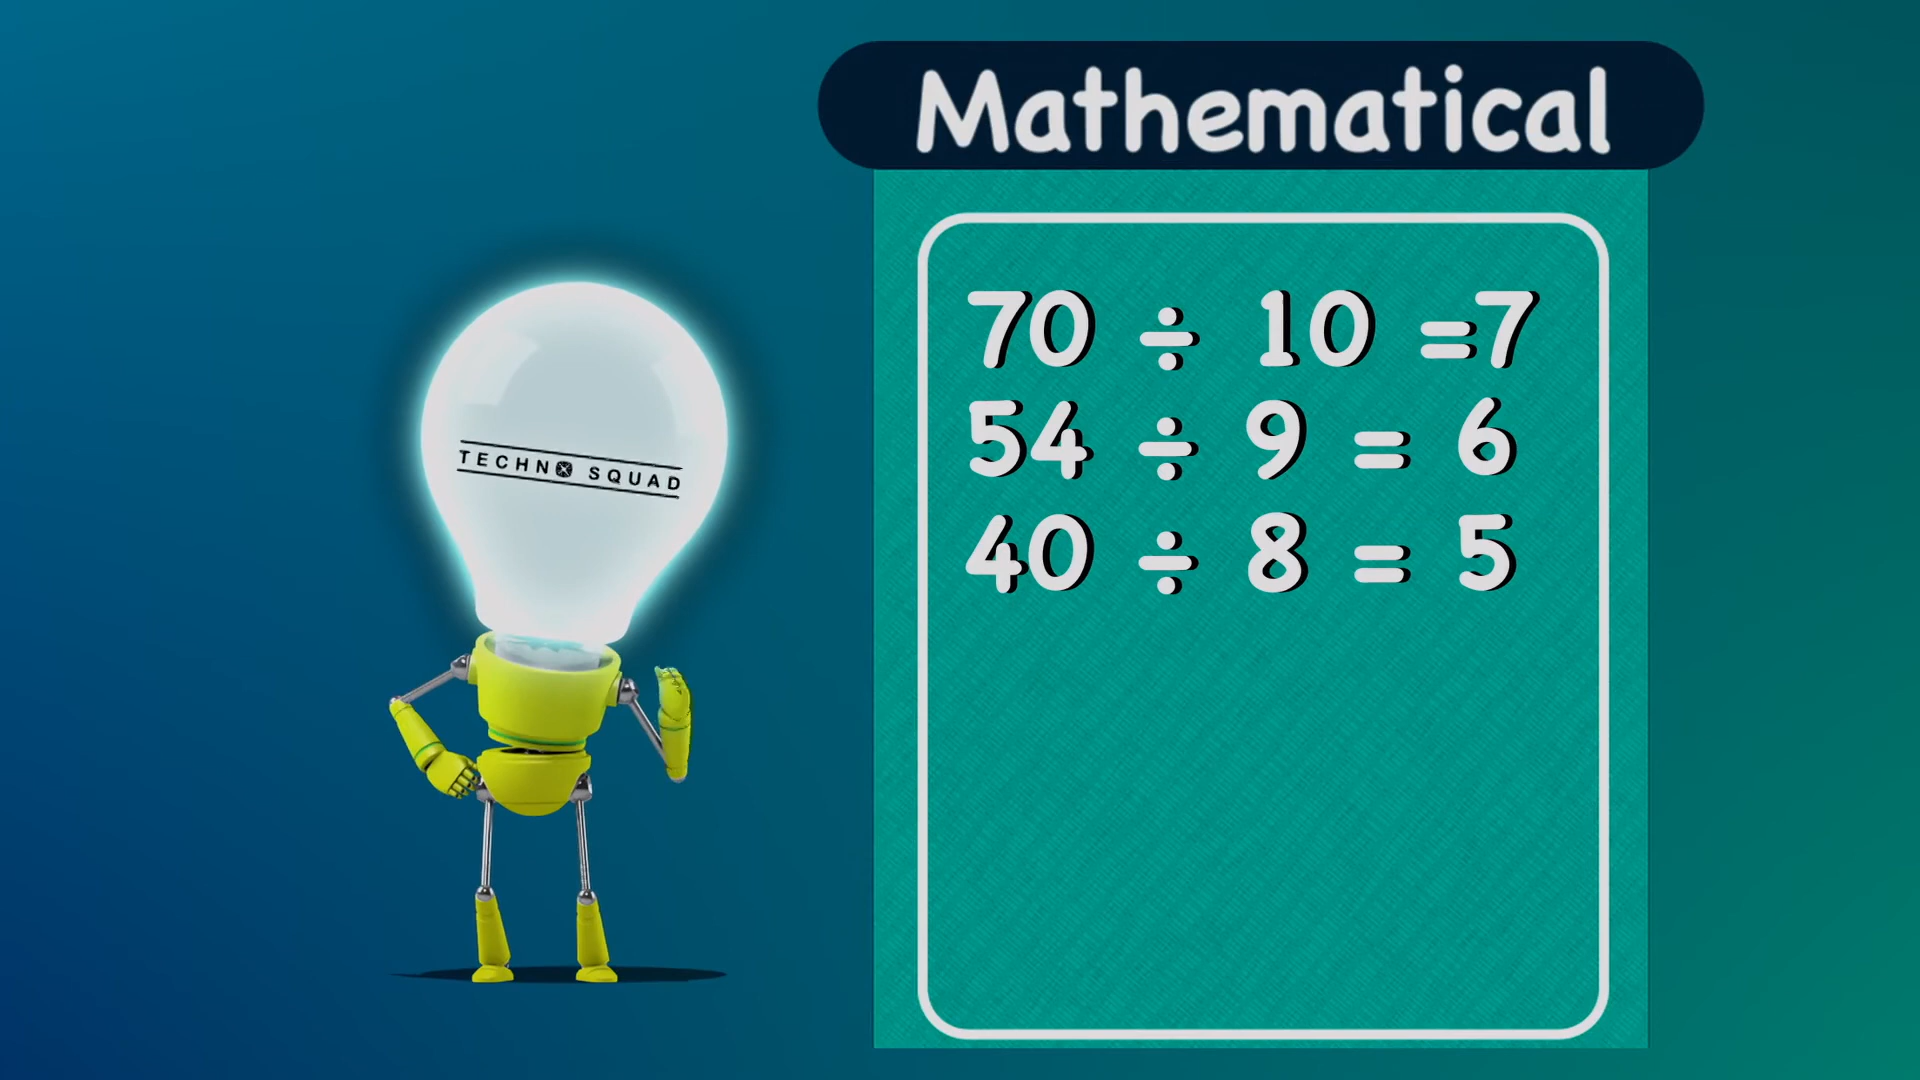 Mathematical
70 ÷ 10 =7
54 ÷ 9 = 6
40 ÷ 8 = 5
TECHNO SQUAD